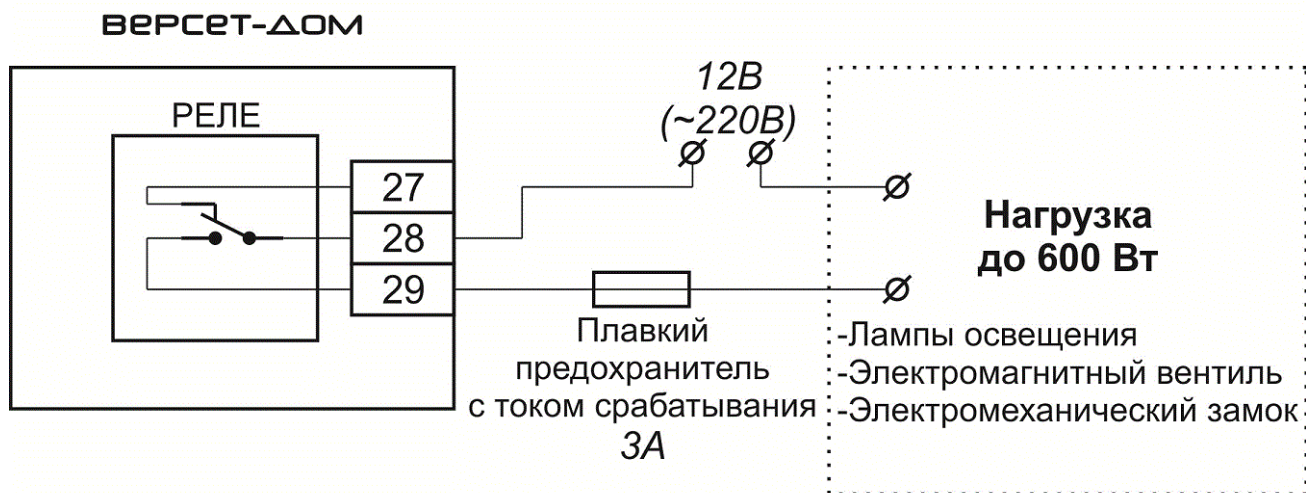 ВЕРСЕТ-ДОМ
РЕЛЕ
27
28
29
12В
(~220В)
Плавкий
предохранитель
с током срабатывания
3А
Нагрузка
до 600 Вт
-Лампы освещения
-Электромагнитный вентиль
-Электромеханический замок